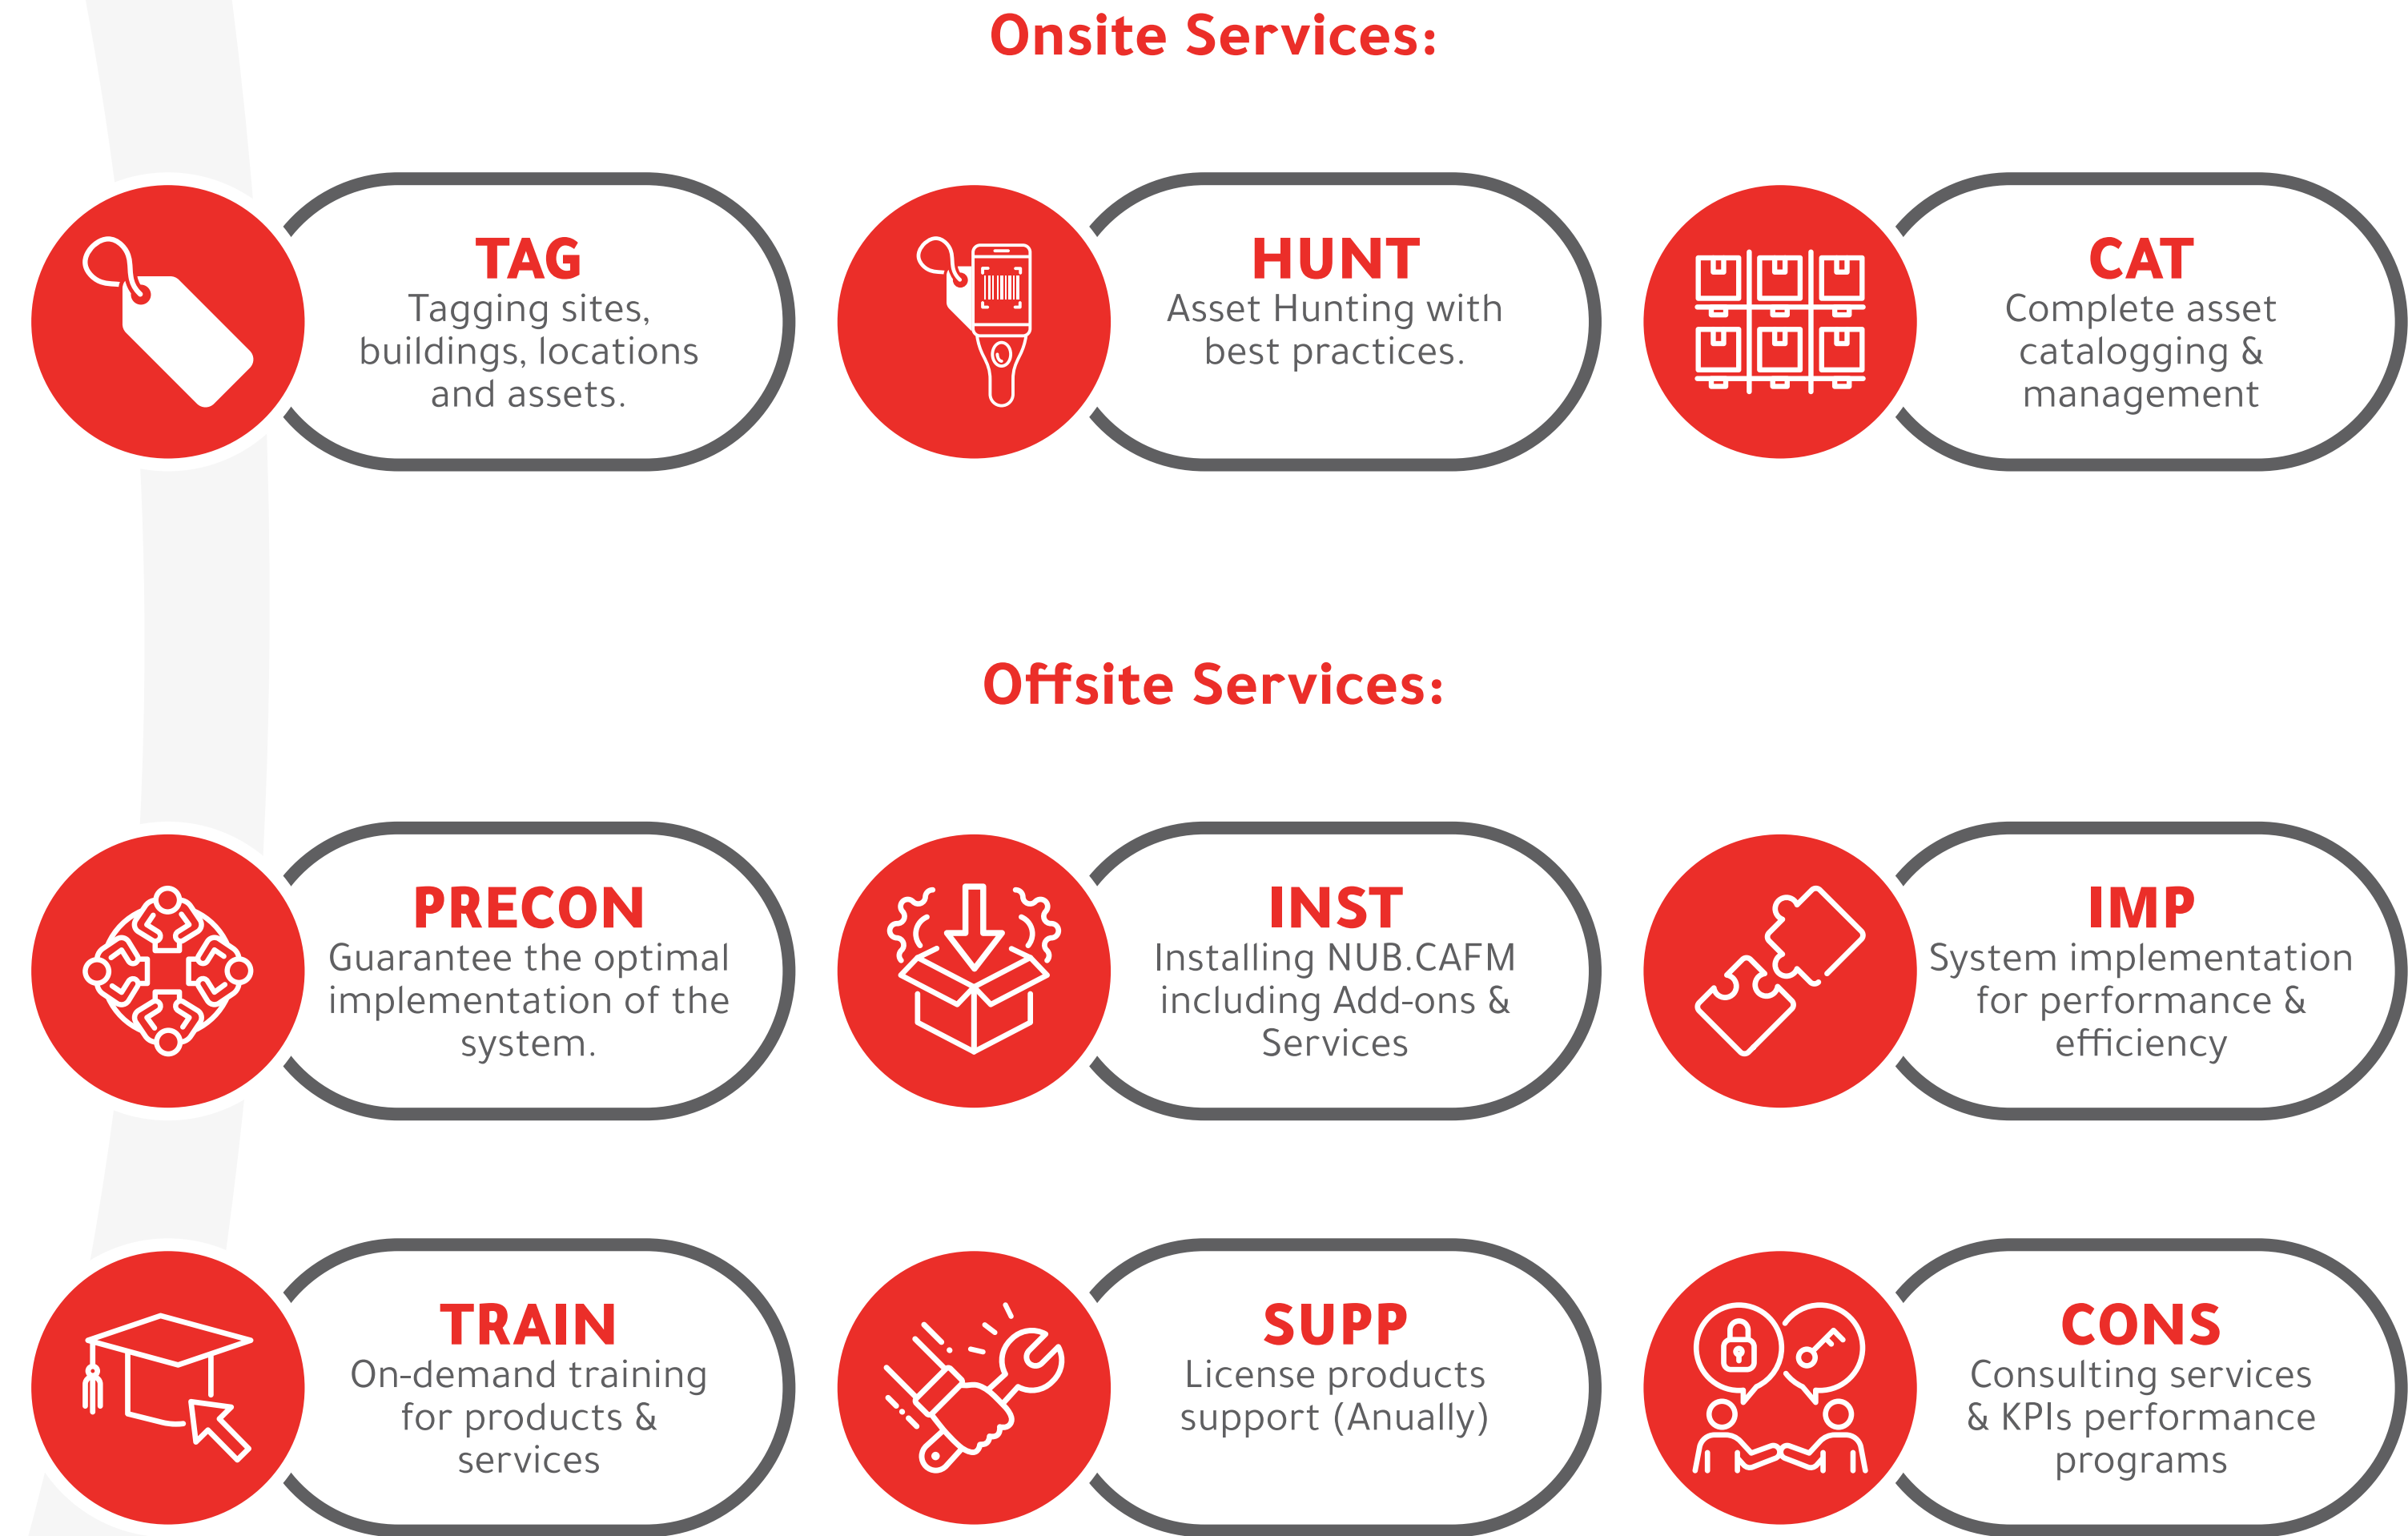 Onsite Services:
TAG
Tagging sites,
buildings, locations
and assets.
HUNT
Asset Hunting with
best practices.
CAT
Complete asset
catalogging &
management
Offsite Services:
PRECON
Guarantee the optimal
implementation of the
system.
INST
Installing NUB.CAFM
including Add-ons &
Services
IMP
System implementation
for performance &
efficiency
TRAIN
On-demand training
for products &
services
SUPP
License products
support (Anually)
CONS
Consulting services
& KPIs performance
programs